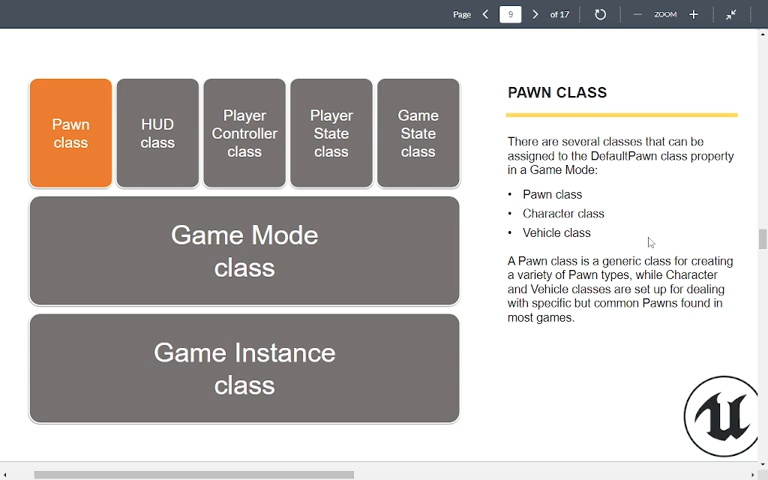 Page 9 of 17 ZOOM
Pawn
class
HUD
class
Player
Controller
class
Player
State
class
Game
State
class
Game Mode
class
Game Instance
class
PAWN CLASS
There are several classes that can be
assigned to the DefaultPawn class property
in a Game Mode:
• Pawn class
• Character class
• Vehicle class
A Pawn class is a generic class for creating
a variety of Pawn types, while Character
and Vehicle classes are set up for dealing
with specific but common Pawns found in
most games.